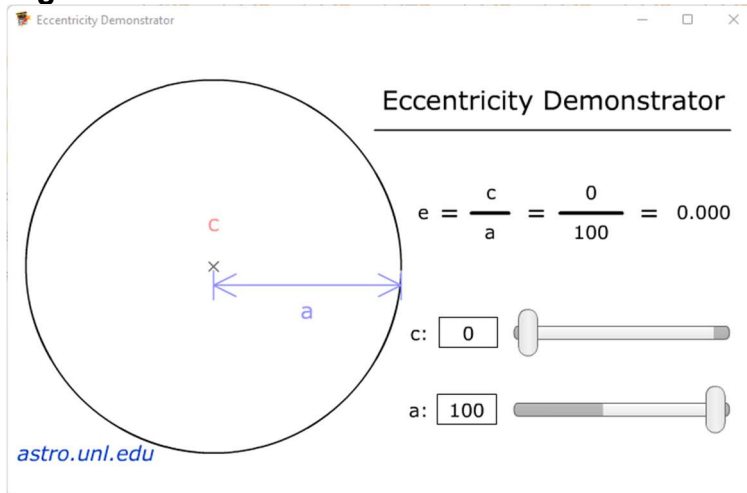 Eccentricity Demonstrator
Eccentricity Demonstrator
e = c/a = 0/100 = 0.000
c
a
c: 0
a: 100
astro.unl.edu